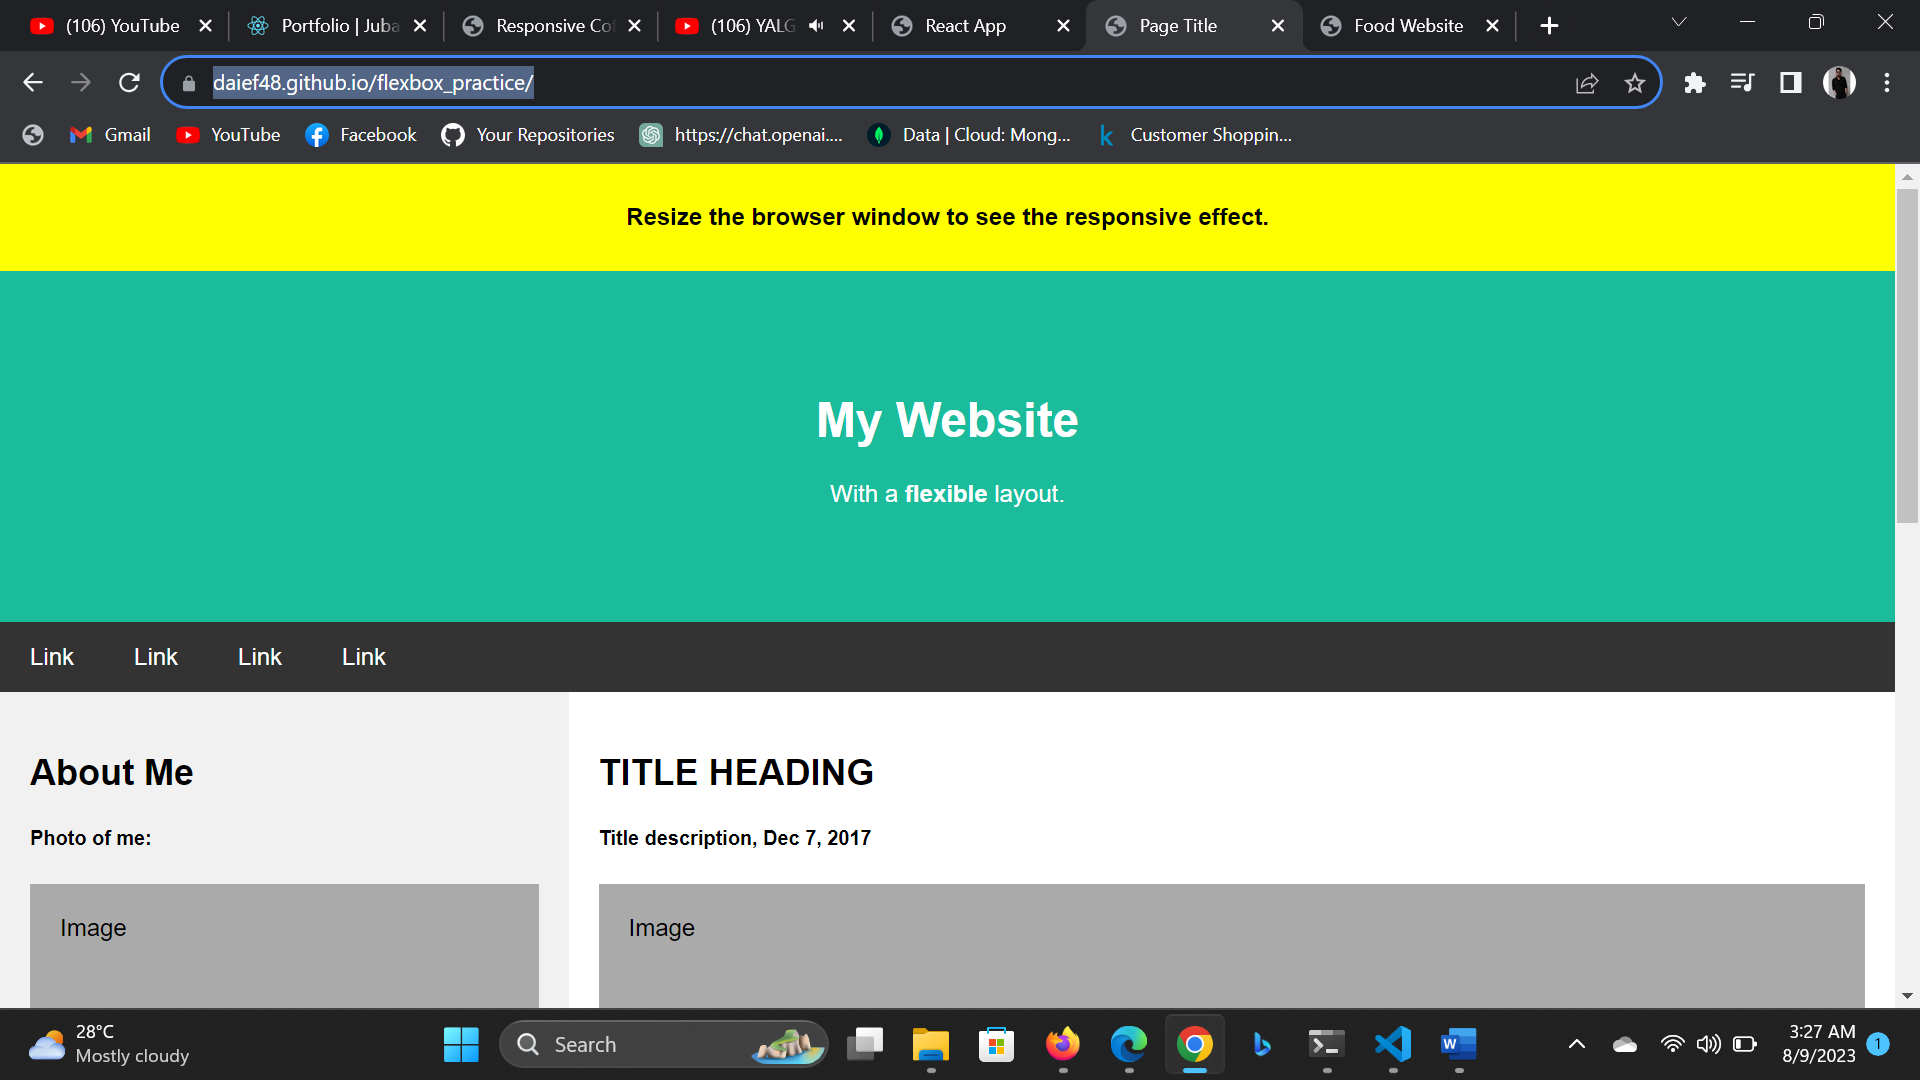 (106) YouTube
Portfolio | Juba
Responsive Co
(106) YALG
React App
Page Title
Food Website
daief48.github.io/flexbox_practice/
Gmail
YouTube
Facebook
Your Repositories
https://chat.openai....
Data | Cloud: Mong...
k
Customer Shoppin...
Resize the browser window to see the responsive effect.
My Website
With a flexible layout.
Link
Link
Link
Link
About Me
TITLE HEADING
Photo of me:
Title description, Dec 7, 2017
Image
Image
28°C
Mostly cloudy
Search
W
3:27 AM
8/9/2023
1